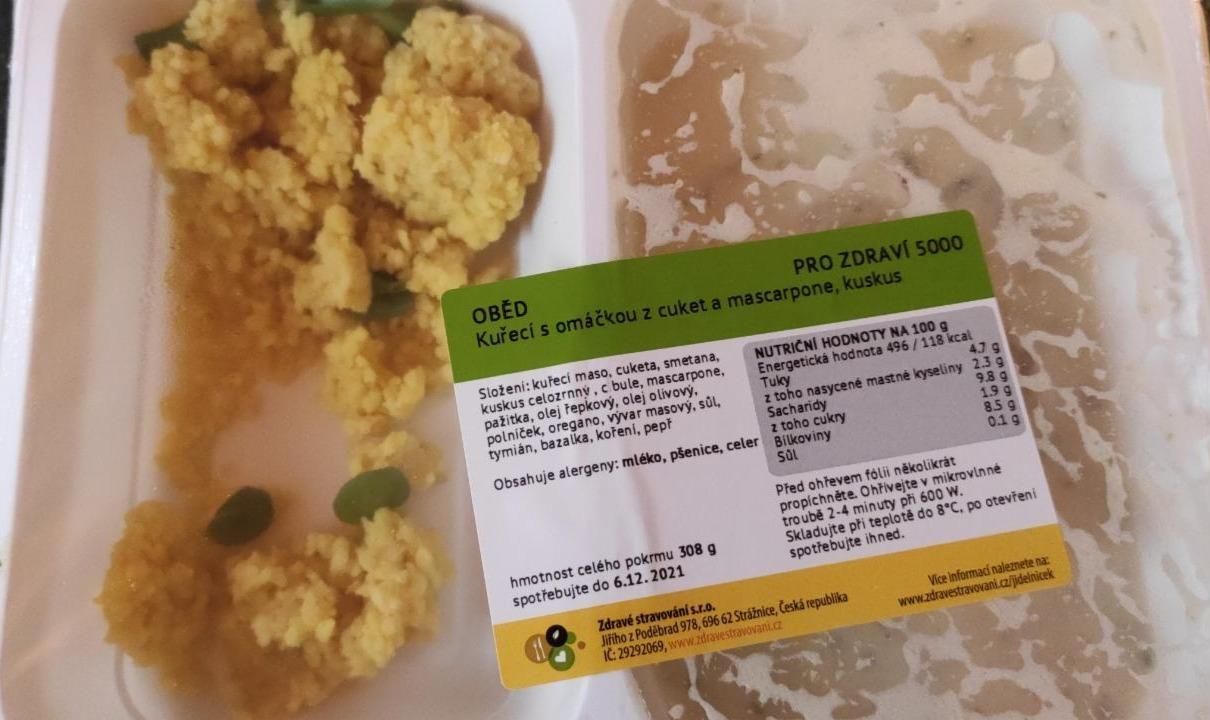 PRO ZDRAVÍ 5000
OBĚD
Kuřecí s omáčkou z cuket a mascarpone, kuskus
Složení: kuřecí maso, cuketa, smetana,
kuskus celozrnný, c bule, mascarpone,
pažitka, olej řepkový, olej olivový,
polníček, oregano, vývar masový, sůl,
tymián, bazalka, koření, pepř
Obsahuje alergeny: mléko, pšenice, celer
hmotnost celého pokrmu 308 g
spotřebujte do 6.12.2021
NUTRIČNÍ HODNOTY NA 100 g
Energetická hodnota 496 / 118 kcal
Tuky 4.7 g
z toho nasycené mastné kyseliny 2.3 g
Sacharidy 9.8 g
z toho cukry 1.9 g
Bílkoviny 8.5 g
Sůl 0.1 g
Před ohřevem fólii několikrát
propíchněte. Ohřívejte v mikrovlnné
troubě 2-4 minuty při 600 W.
Skladujte při teplotě do 8°C, po otevření
spotřebujte ihned.
Zdravé stravování s.r.o.
Jiřího z Poděbrad 978, 696 62 Strážnice, Česká republika
IČ: 29292069, www.zdravestravovani.cz
Více informací naleznete na:
www.zdravestravovani.cz/jidelnicek